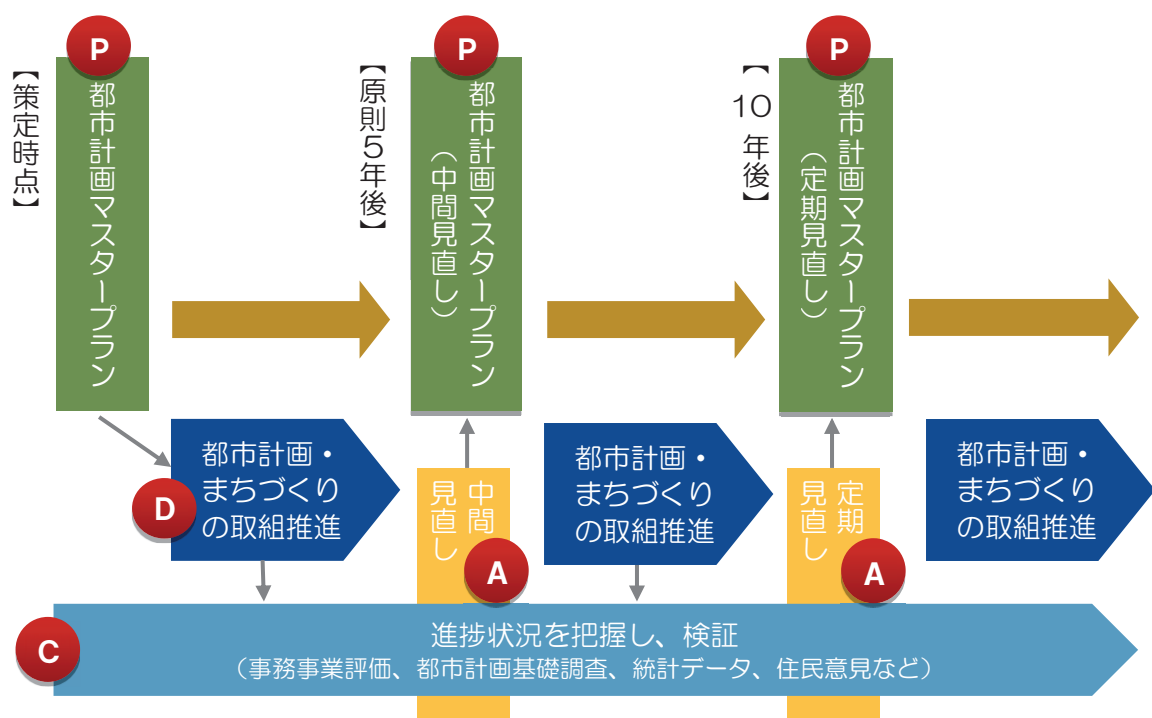 P
【策定時点】
都市計画マスタープラン
P
【原則5年後】
都市計画マスタープラン
（中間見直し）
P
【10年後】
都市計画マスタープラン
（定期見直し）
D
都市計画・
まちづくり
の取組推進
中間
見直し
A
都市計画・
まちづくり
の取組推進
定期
見直し
A
都市計画・
まちづくり
の取組推進
C
進捗状況を把握し、検証
（事務事業評価、都市計画基礎調査、統計データ、住民意見など）